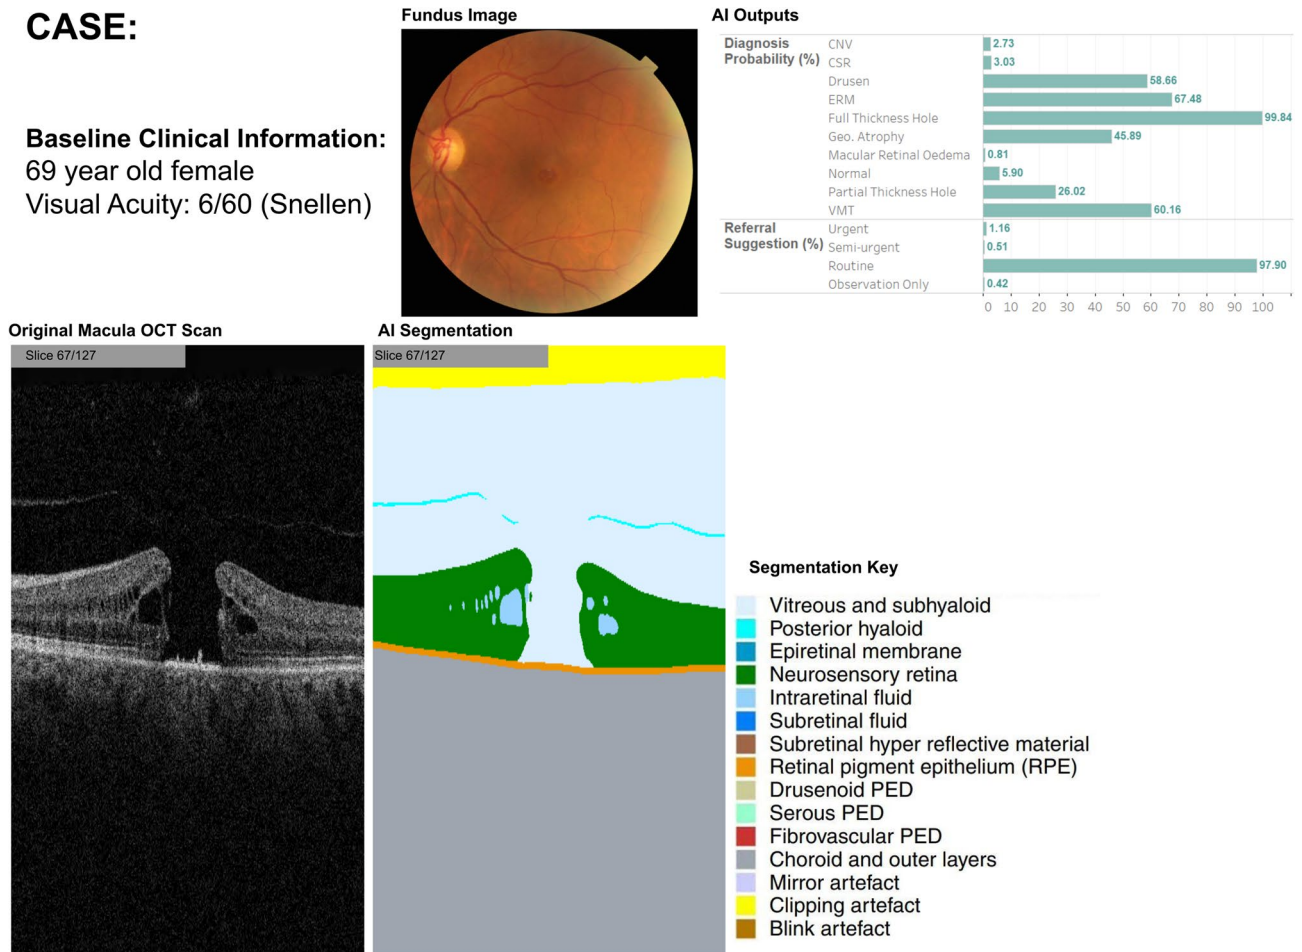 CASE:
Baseline Clinical Information:
69 year old female
Visual Acuity: 6/60 (Snellen)
Fundus Image
AI Outputs
Diagnosis
Probability (%)
CNV 2.73
CSR 3.03
Drusen 58.66
ERM 67.48
Full Thickness Hole 99.84
Geo. Atrophy 45.89
Macular Retinal Oedema 0.81
Normal 5.90
Partial Thickness Hole 26.02
VMT 60.16
Referral
Suggestion (%)
Urgent 1.16
Semi-urgent 0.51
Routine 97.90
Observation Only 0.42
0 10 20 30 40 50 60 70 80 90 100
Original Macula OCT Scan
Slice 67/127
AI Segmentation
Slice 67/127
Segmentation Key
Vitreous and subhyaloid
Posterior hyaloid
Epiretinal membrane
Neurosensory retina
Intraretinal fluid
Subretinal fluid
Subretinal hyper reflective material
Retinal pigment epithelium (RPE)
Drusenoid PED
Serous PED
Fibrovascular PED
Choroid and outer layers
Mirror artefact
Clipping artefact
Blink artefact